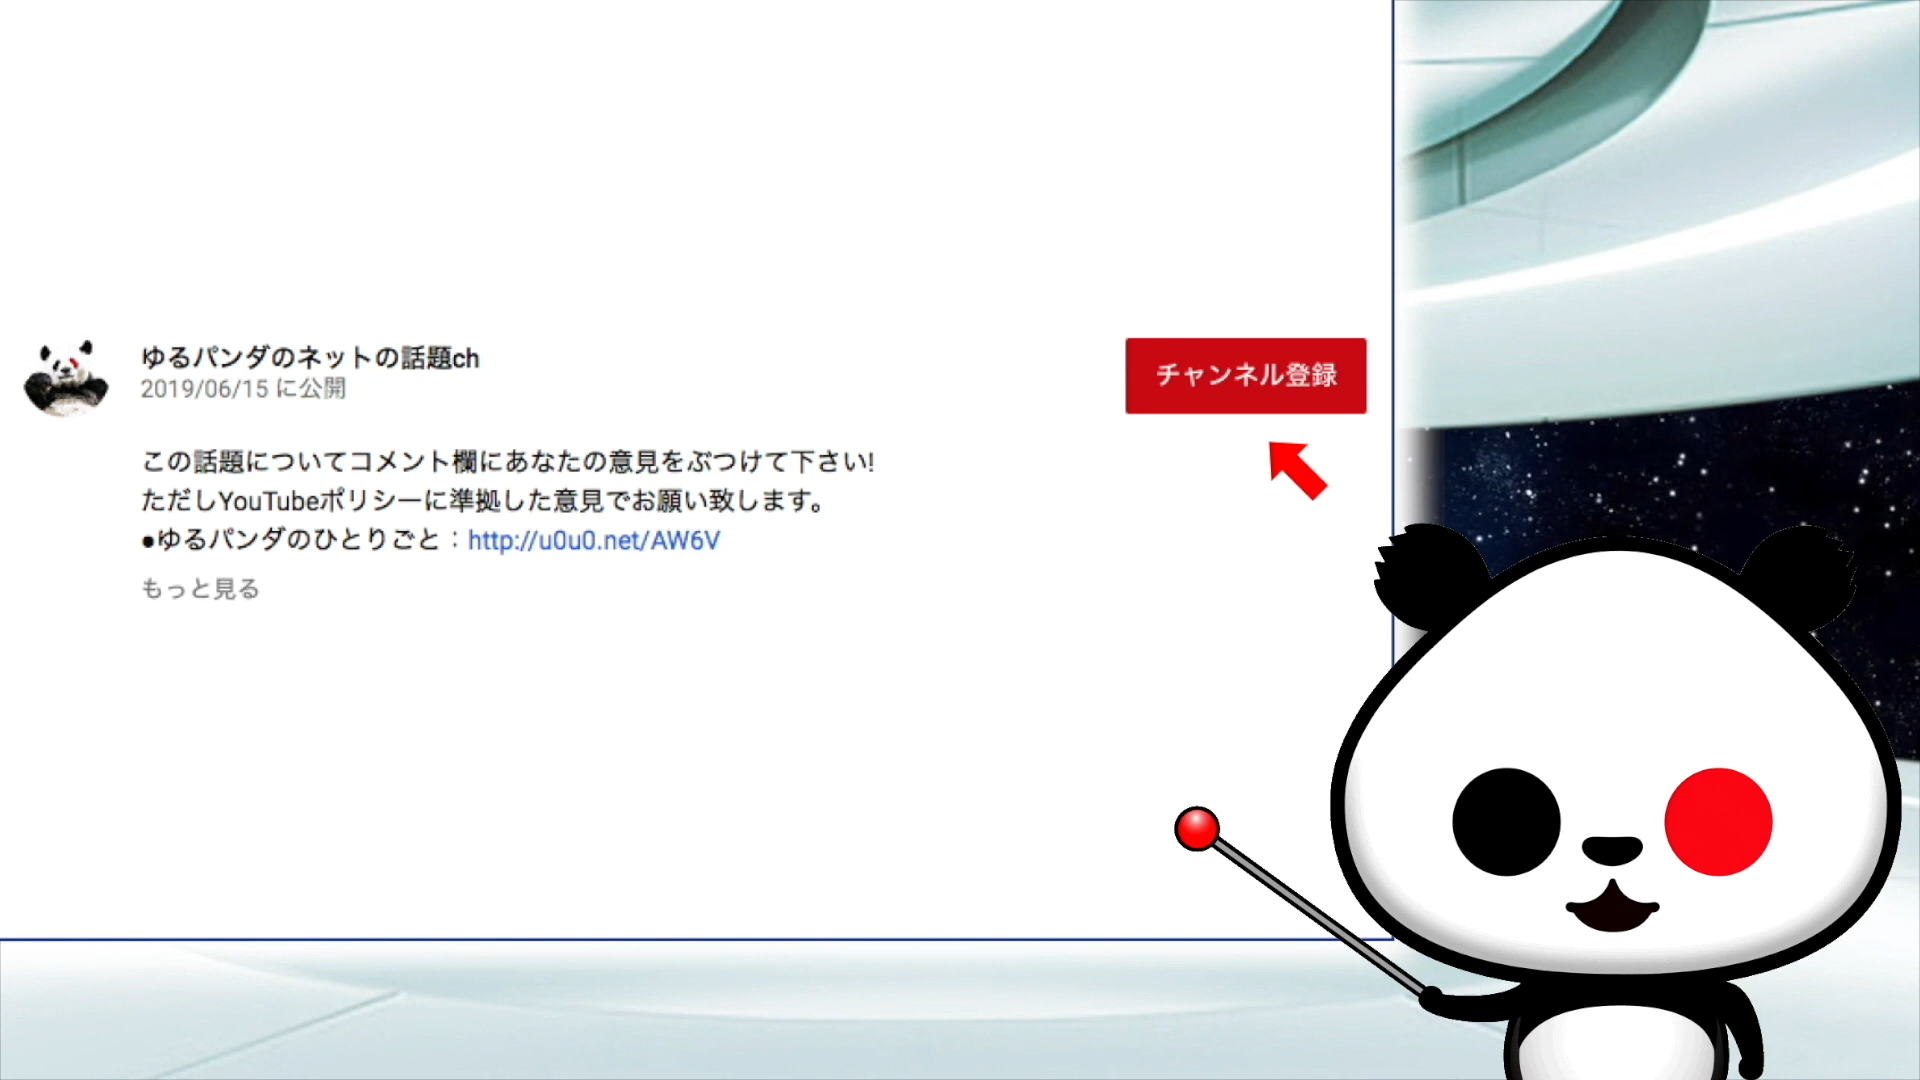 ゆるパンダのネットの話題ch
2019/06/15 に公開
チャンネル登録
この話題についてコメント欄にあなたの意見をぶつけて下さい!
ただしYouTubeポリシーに準拠した意見でお願い致します。
●ゆるパンダのひとりごと：http://u0u0.net/AW6V
もっと見る